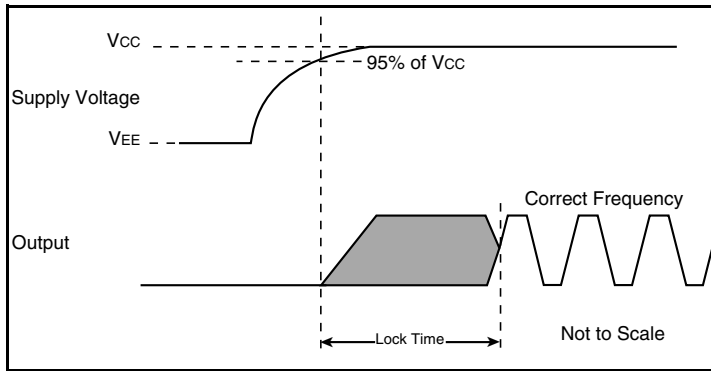 VCC
95% of VCC
Supply Voltage
VEE
Correct Frequency
Output
Lock Time
Not to Scale